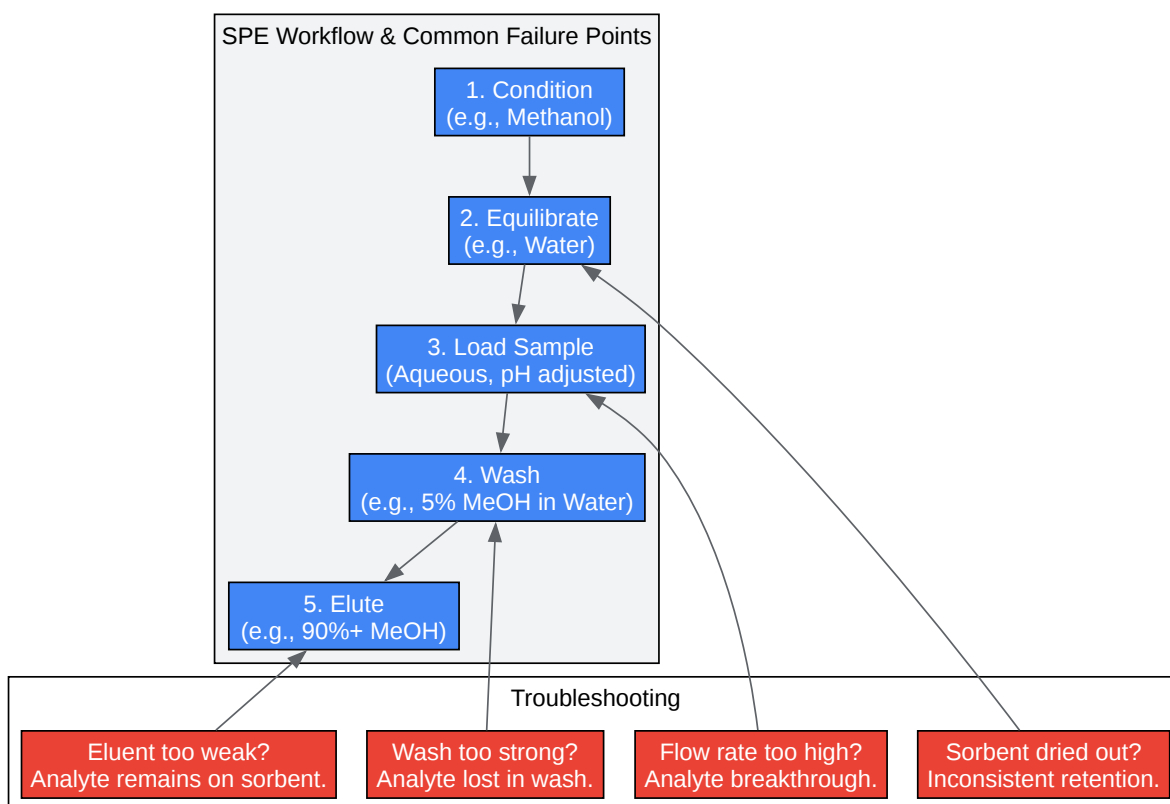 SPE Workflow & Common Failure Points
1. Condition
(e.g., Methanol)
2. Equilibrate
(e.g., Water)
3. Load Sample
(Aqueous, pH adjusted)
4. Wash
(e.g., 5% MeOH in Water)
5. Elute
(e.g., 90%+ MeOH)
Troubleshooting
Eluent too weak?
Analyte remains on sorbent.
Wash too strong?
Analyte lost in wash.
Flow rate too high?
Analyte breakthrough.
Sorbent dried out?
Inconsistent retention.